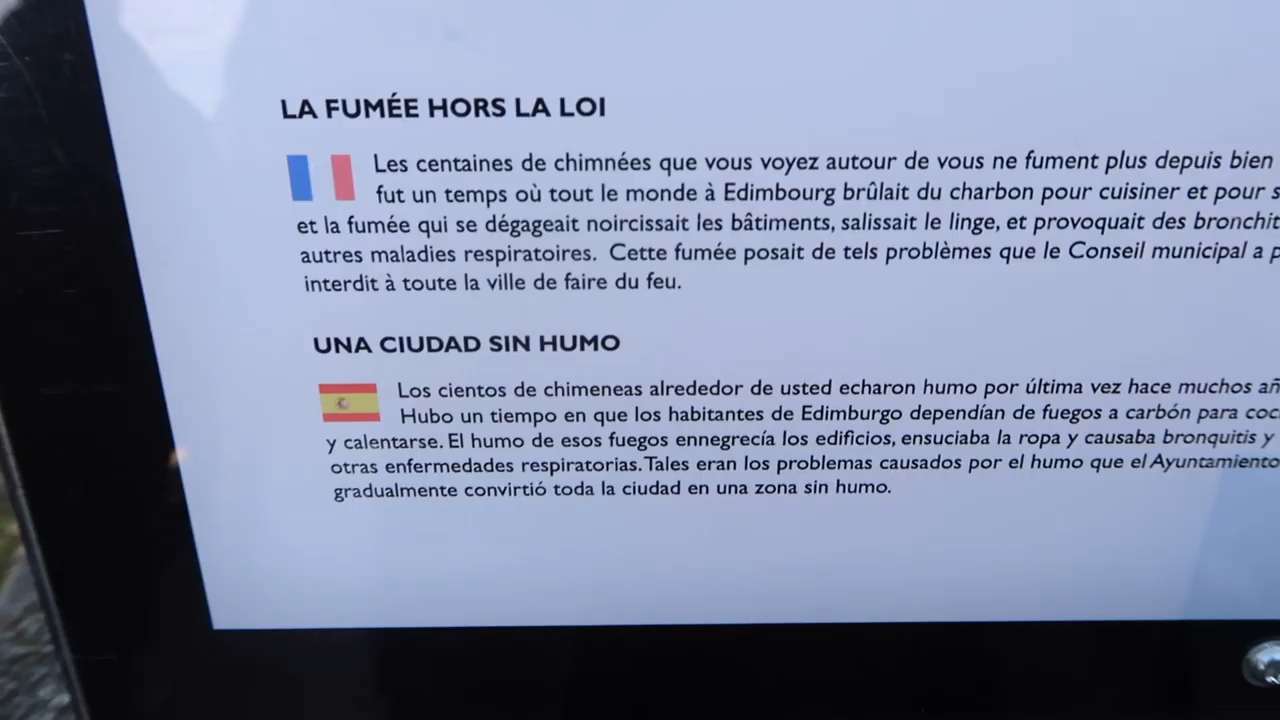 LA FUMÉE HORS LA LOI
Les centaines de chimnées que vous voyez autour de vous ne fument plus depuis bien
fut un temps où tout le monde à Edimbourg brûlait du charbon pour cuisiner et pour
et la fumée qui se dégageait noircissait les bâtiments, salissait le linge, et provoquait des
autres maladies respiratoires. Cette fumée posait de tels problèmes que le Conseil municipal a
interdit à toute la ville de faire du feu.
UNA CIUDAD SIN HUMO
Los cientos de chimeneas alrededor de usted echaron humo por última vez hace muchos
Hubo un tiempo en que los habitantes de Edimburgo dependían de fuegos a carbón para
y calentarse. El humo de esos fuegos ennegrecía los edificios, ensuciaba la ropa y causaba bronquitis y
otras enfermedades respiratorias. Tales eran los problemas causados por el humo que el Ayuntamiento
gradualmente convirtió toda la ciudad en una zona sin humo.